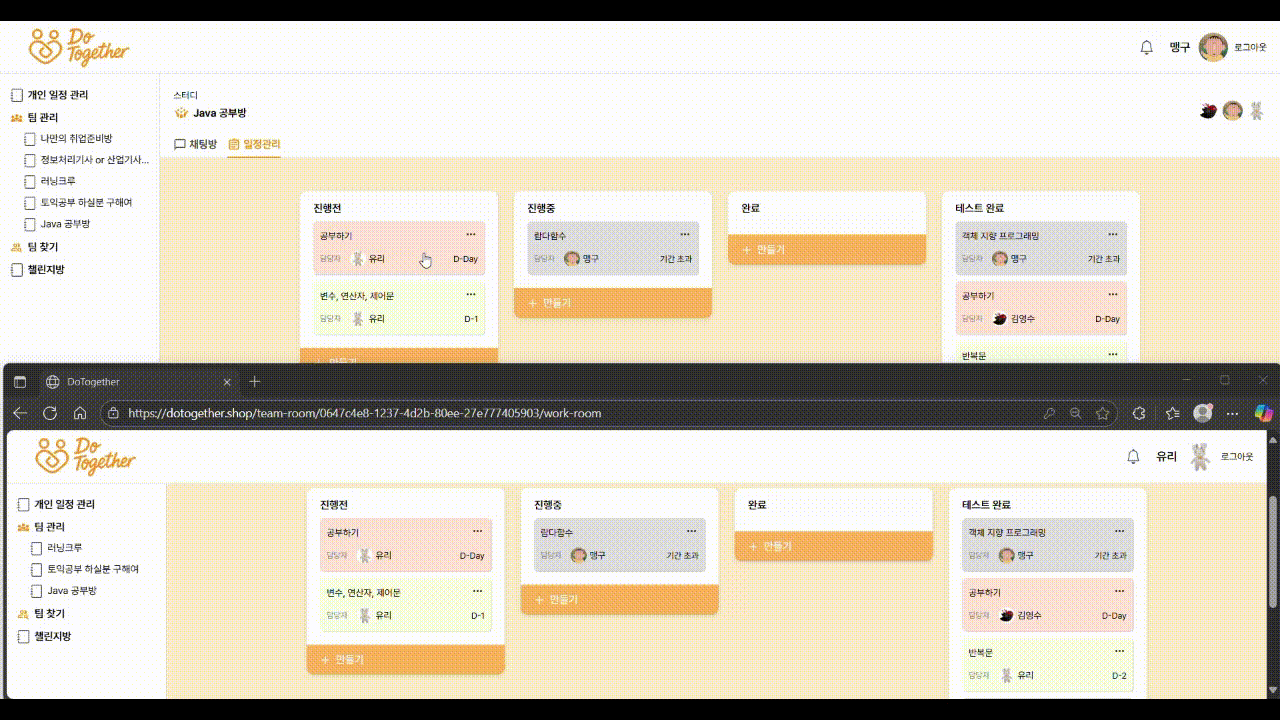 Do Together
맹구 로그아웃
개인 일정 관리
팀 관리
나만의 취업준비방
정보처리기사 or 산업기사...
러닝크루
토익공부 하실분 구해여
Java 공부방
팀 찾기
챌린지방
스터디
Java 공부방
채팅방 일정관리
진행전
공부하기
담당자 유리 D-Day
변수, 연산자, 제어문
담당자 유리 D-1
+ 만들기
진행중
람다함수
담당자 맹구 기간 초과
+ 만들기
완료
+ 만들기
테스트 완료
객체 지향 프로그래밍
담당자 맹구 기간 초과
공부하기
담당자 김영수 D-Day
반복문
DoTogether
https://dotogether.shop/team-room/0647c4e8-1237-4d2b-80ee-27e777405903/work-room
Do Together
유리 로그아웃
개인 일정 관리
팀 관리
러닝크루
토익공부 하실분 구해여
Java 공부방
팀 찾기
챌린지방
진행전
공부하기
담당자 유리 D-Day
변수, 연산자, 제어문
담당자 유리 D-1
+ 만들기
진행중
람다함수
담당자 맹구 기간 초과
+ 만들기
완료
+ 만들기
테스트 완료
객체 지향 프로그래밍
담당자 맹구 기간 초과
공부하기
담당자 김영수 D-Day
반복문
담당자 유리 D-2